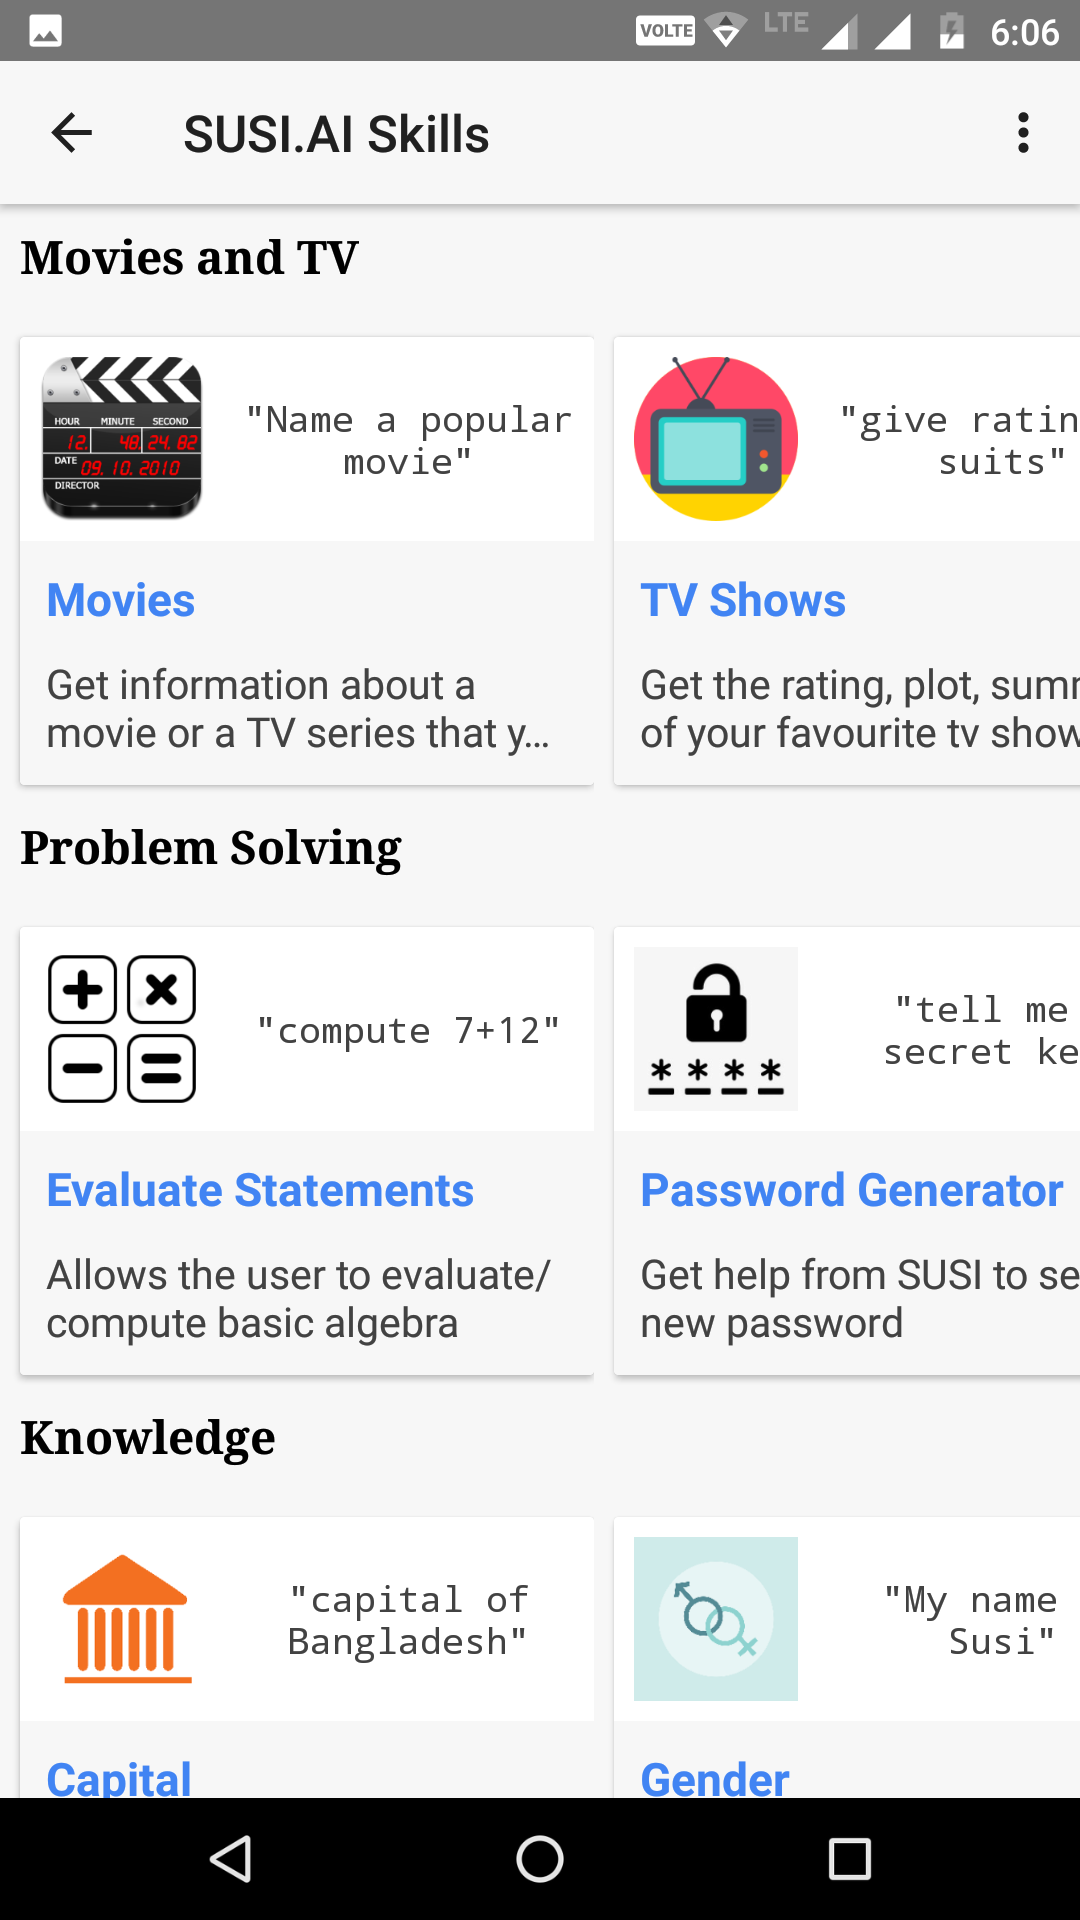 VOLTE LTE 6:06
SUSI.AI Skills
Movies and TV
HOUR MINUTE SECOND
12. 48. 24. 82
DATE 09. 10. 2010
DIRECTOR
"Name a popular
movie"
"give ratin
suits"
Movies
Get information about a
movie or a TV series that y...
TV Shows
Get the rating, plot, sum
of your favourite tv show
Problem Solving
"compute 7+12"
* * * *
"tell me
secret ke
Evaluate Statements
Allows the user to evaluate/
compute basic algebra
Password Generator
Get help from SUSI to se
new password
Knowledge
"capital of
Bangladesh"
"My name
Susi"
Capital
Gender